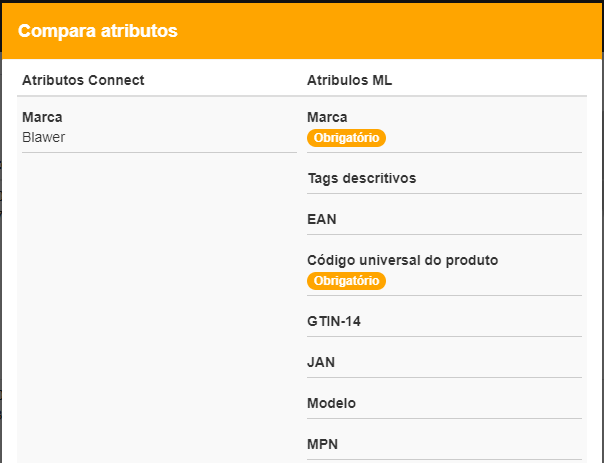 Compara atributos
Atributos Connect
Atribulos ML
Marca
Blawer
Marca
Obrigatório
Tags descritivos
EAN
Código universal do produto
Obrigatório
GTIN-14
JAN
Modelo
MPN